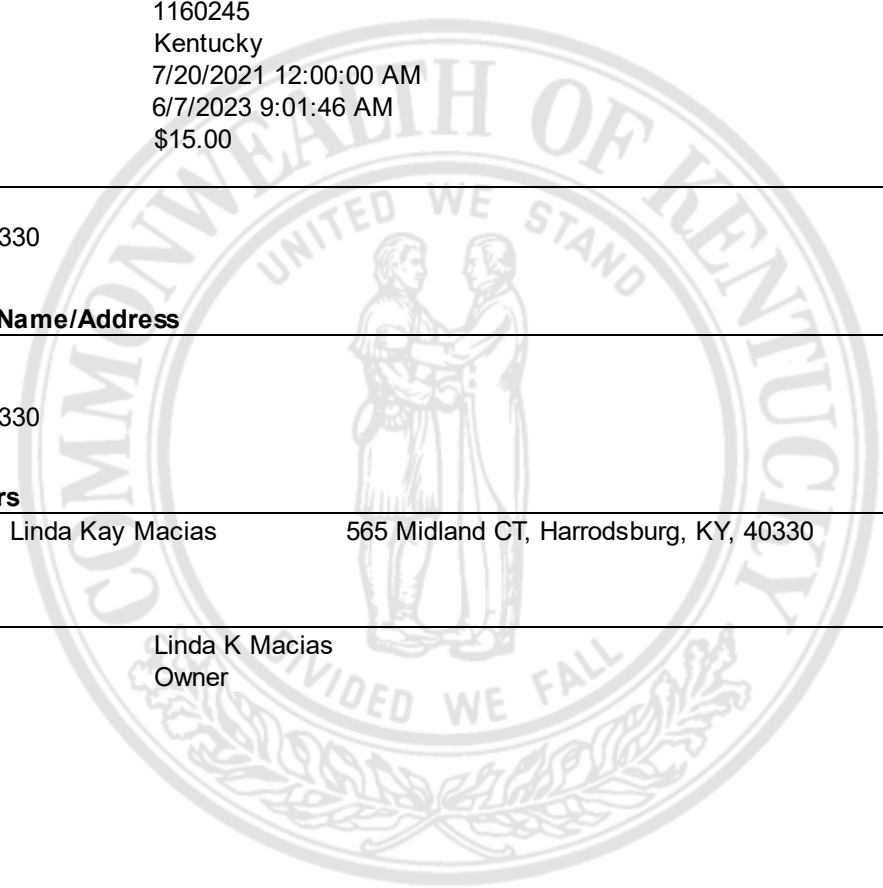 1160245
Kentucky
7/20/2021 12:00:00 AM
6/7/2023 9:01:46 AM
$15.00
330
Name/Address
330
rs
Linda Kay Macias 565 Midland CT, Harrodsburg, KY, 40330
Linda K Macias
Owner
COMMONWEALTH OF KENTUCKY
UNITED WE STAND
DIVIDED WE FALL